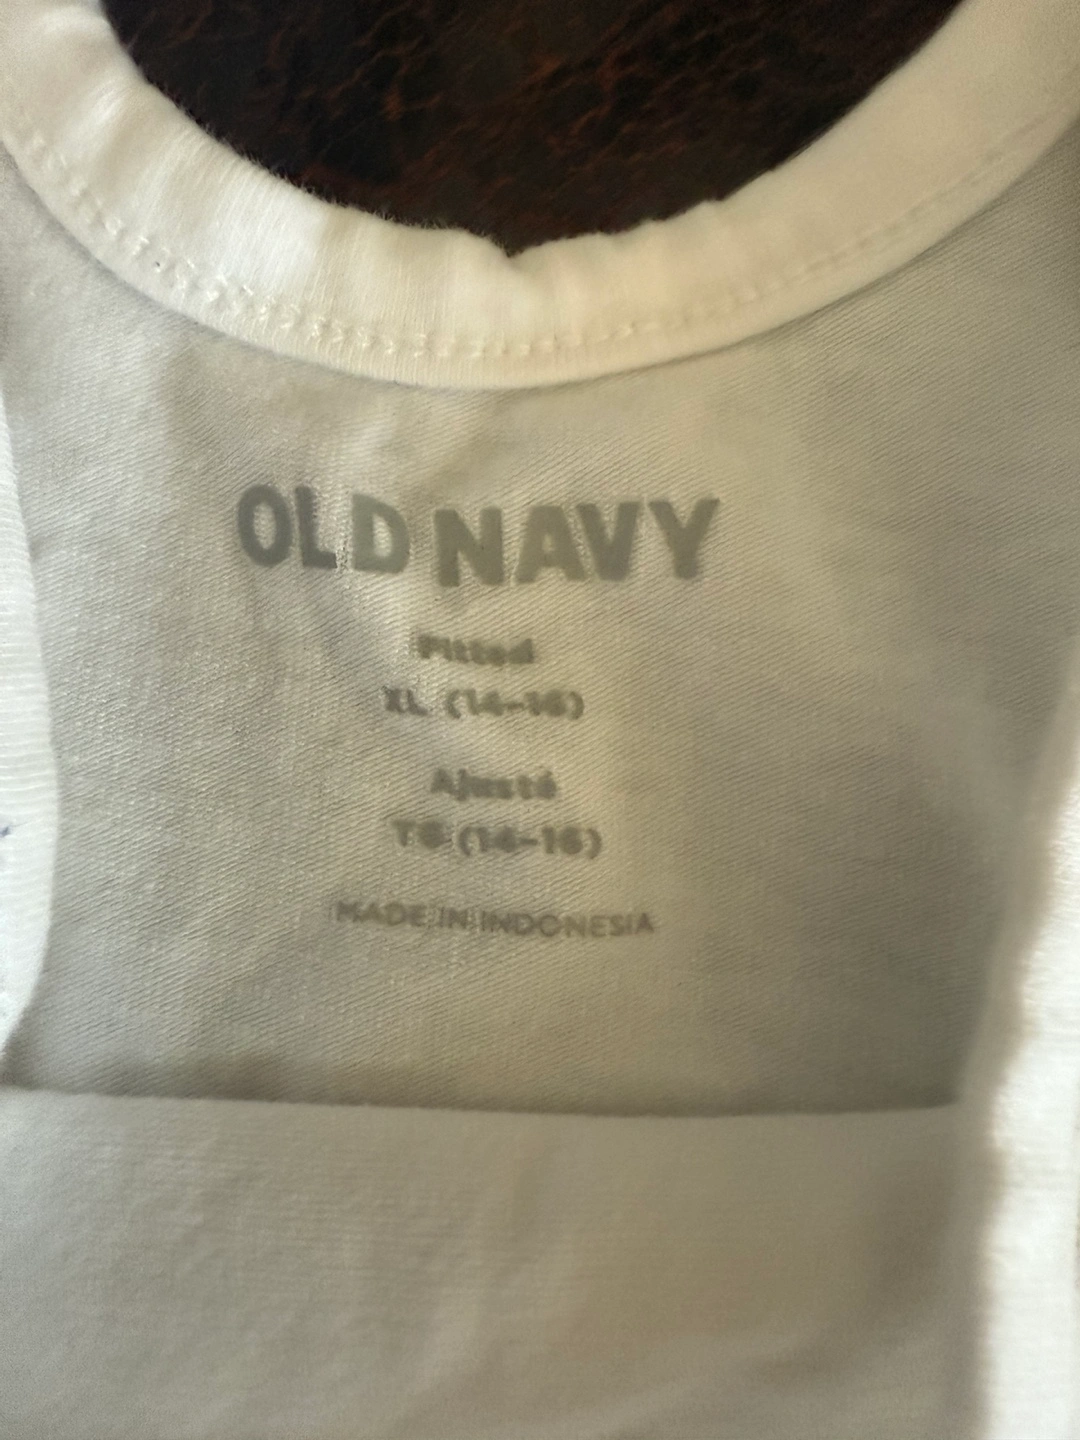 OLD NAVY
Fitted
XL (14-16)
Ajusté
TG (14-16)
MADE IN INDONESIA